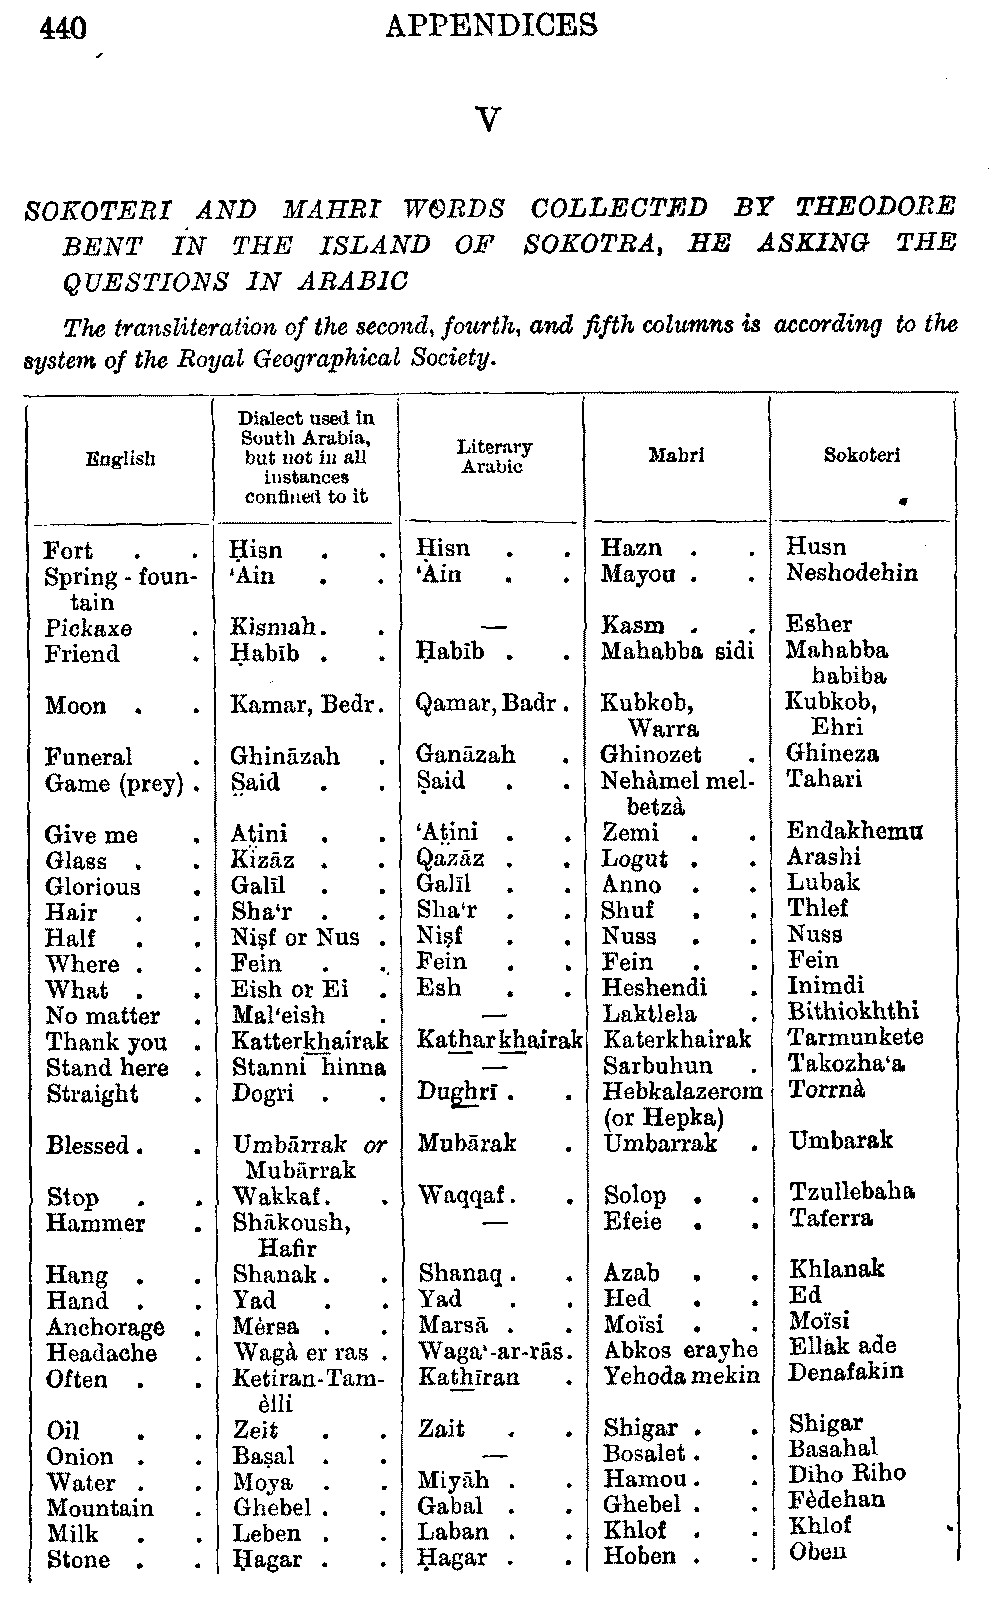 440 APPENDICES
V
SOKOTERI AND MAHRI WORDS COLLECTED BY THEODORE
BENT IN THE ISLAND OF SOKOTRA, HE ASKING THE
QUESTIONS IN ARABIC
The transliteration of the second, fourth, and fifth columns is according to the
system of the Royal Geographical Society.
English | Dialect used in South Arabia, but not in all instances confined to it | Literary Arabic | Mahri | Sokoteri
Fort . . | Ḥisn . . | Ḥisn . . | Hazn . . | Husn
Spring-foun- | ‘Ain . . | ‘Ain . . | Mayou . . | Neshodehin
tain
Pickaxe . | Kismah. . | — | Kasm . . | Esher
Friend . | Ḥabīb . . | Ḥabīb . . | Mahabba sidi | Mahabba
habiba
Moon . . | Kamar, Bedr. | Qamar, Badr . | Kubkob, | Kubkob,
Warra | Ehri
Funeral . | Ghināzah . | Ganāzah . | Ghinozet . | Ghineza
Game (prey) . | Ṣaid . . | Ṣaid . . | Nehàmel mel- | Tahari
betzà
Give me . | Aṭini . . | ‘Aṭini . . | Zemi . . | Endakhemu
Glass . . | Kizāz . . | Qazāz . . | Logut . . | Arashi
Glorious . | Galīl . . | Galīl . . | Anno . . | Lubak
Hair . . | Sha‘r . . | Sha‘r . . | Shuf . . | Thlef
Half . . | Niṣf or Nus . | Niṣf . . | Nuss . . | Nuss
Where . . | Fein . . | Fein . . | Fein . . | Fein
What . . | Eish or Ei . | Esh . . | Heshendi . | Inimdi
No matter . | Mal‘eish . | — | Laktlela . | Bithiokhthi
Thank you . | Katterkhairak | Katharkhairak | Katerkhairak | Tarmunkete
Stand here . | Stanni hinna | — | Sarbuhun . | Takozha‘a
Straight . | Dogri . . | Dughrī . . | Hebkalazerom | Torrnà
(or Hepka)
Blessed . . | Umbārrak or | Mubārak . | Umbarrak . | Umbarak
Mubārrak
Stop . . | Wakkaf. . | Waqqaf. . | Solop . . | Tzullebaha
Hammer . | Shākoush, | — | Efeie . . | Taferra
Hafir
Hang . . | Shanak. . | Shanaq . . | Azab . . | Khlanak
Hand . . | Yad . . | Yad . . | Hed . . | Ed
Anchorage . | Mèrsa . . | Marsā . . | Moïsi . . | Moïsi
Headache . | Wagà er ras . | Waga‘-ar-rās. | Abkos erayhe | Ellàk ade
Often . . | Ketiran-Tam- | Kathīran . | Yehoda mekin | Denafakin
èlli
Oil . . | Zeit . . | Zait . . | Shigar . . | Shigar
Onion . . | Baṣal . . | — | Bosalet . . | Basahal
Water . . | Moya . . | Miyāh . . | Hamou . . | Diho Riho
Mountain . | Ghebel . . | Gabal . . | Ghebel . . | Fèdehan
Milk . . | Leben . . | Laban . . | Khlof . . | Khlof
Stone . . | Ḥagar . . | Ḥagar . . | Hoben . . | Oben